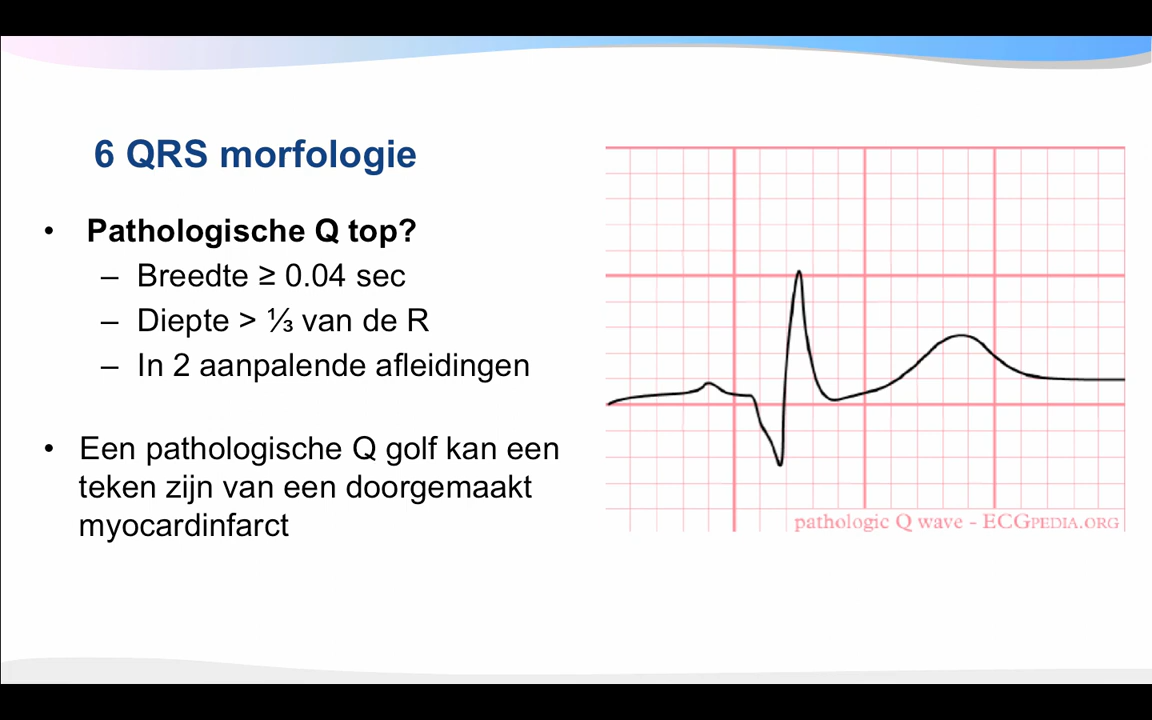 6 QRS morfologie
• Pathologische Q top?
– Breedte ≥ 0.04 sec
– Diepte > ⅓ van de R
– In 2 aanpalende afleidingen
• Een pathologische Q golf kan een
teken zijn van een doorgemaakt
myocardinfarct
pathologic Q wave - ECGPEDIA.ORG